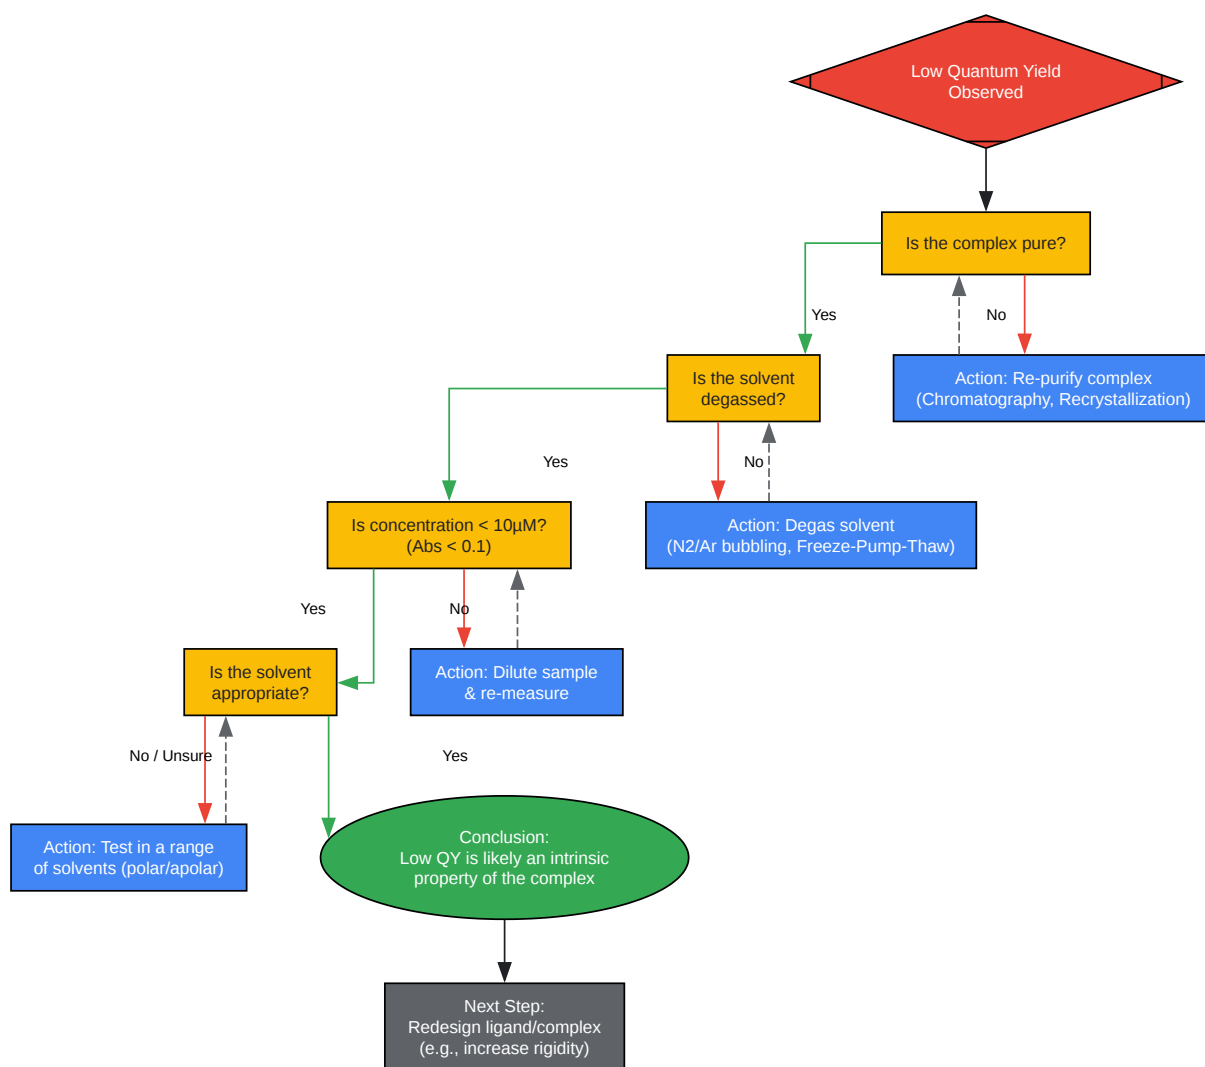 Low Quantum Yield
Observed
Is the complex pure?
Yes
No
Is the solvent
degassed?
Action: Re-purify complex
(Chromatography, Recrystallization)
Yes
No
Is concentration < 10µM?
(Abs < 0.1)
Action: Degas solvent
(N2/Ar bubbling, Freeze-Pump-Thaw)
Yes
No
Is the solvent
appropriate?
Action: Dilute sample
& re-measure
No / Unsure
Yes
Action: Test in a range
of solvents (polar/apolar)
Conclusion:
Low QY is likely an intrinsic
property of the complex
Next Step:
Redesign ligand/complex
(e.g., increase rigidity)